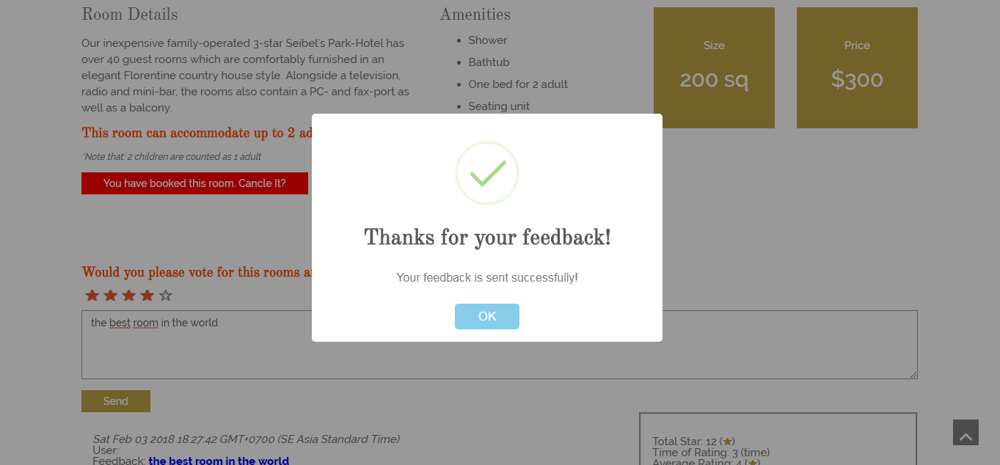 Room Details
Our inexpensive family-operated 3-star Seibel's Park-Hotel has
over 40 guest rooms which are comfortably furnished in an
elegant Florentine country house style. Alongside a television,
radio and mini-bar, the rooms also contain a PC- and fax-port as
well as a balcony.
This room can accommodate up to 2
*Note that: 2 children are counted as 1 adult
You have booked this room. Cancle It?
Amenities
Shower
Bathtub
One bed for 2 adult
Seating unit
Size
200 sq
Price
$300
Thanks for your feedback!
Your feedback is sent successfully!
OK
Would you please vote for this rooms
the best room in the world
Send
Sat Feb 03 2018 18:27:42 GMT+0700 (SE Asia Standard Time)
User:
Feedback: the best room in the world
Total Star: 12 (★)
Time of Rating: 3 (time)
Average Rating: 4 (★)